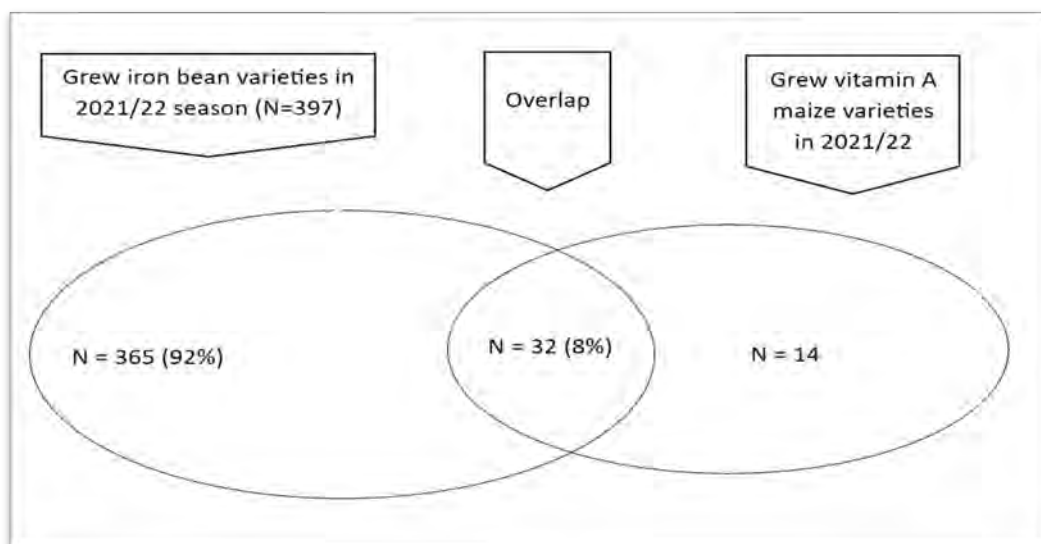 Grew iron bean varieties in
2021/22 season (N=397)
Overlap
Grew vitamin A
maize varieties
in 2021/22
N = 365 (92%)
N = 32 (8%)
N = 14